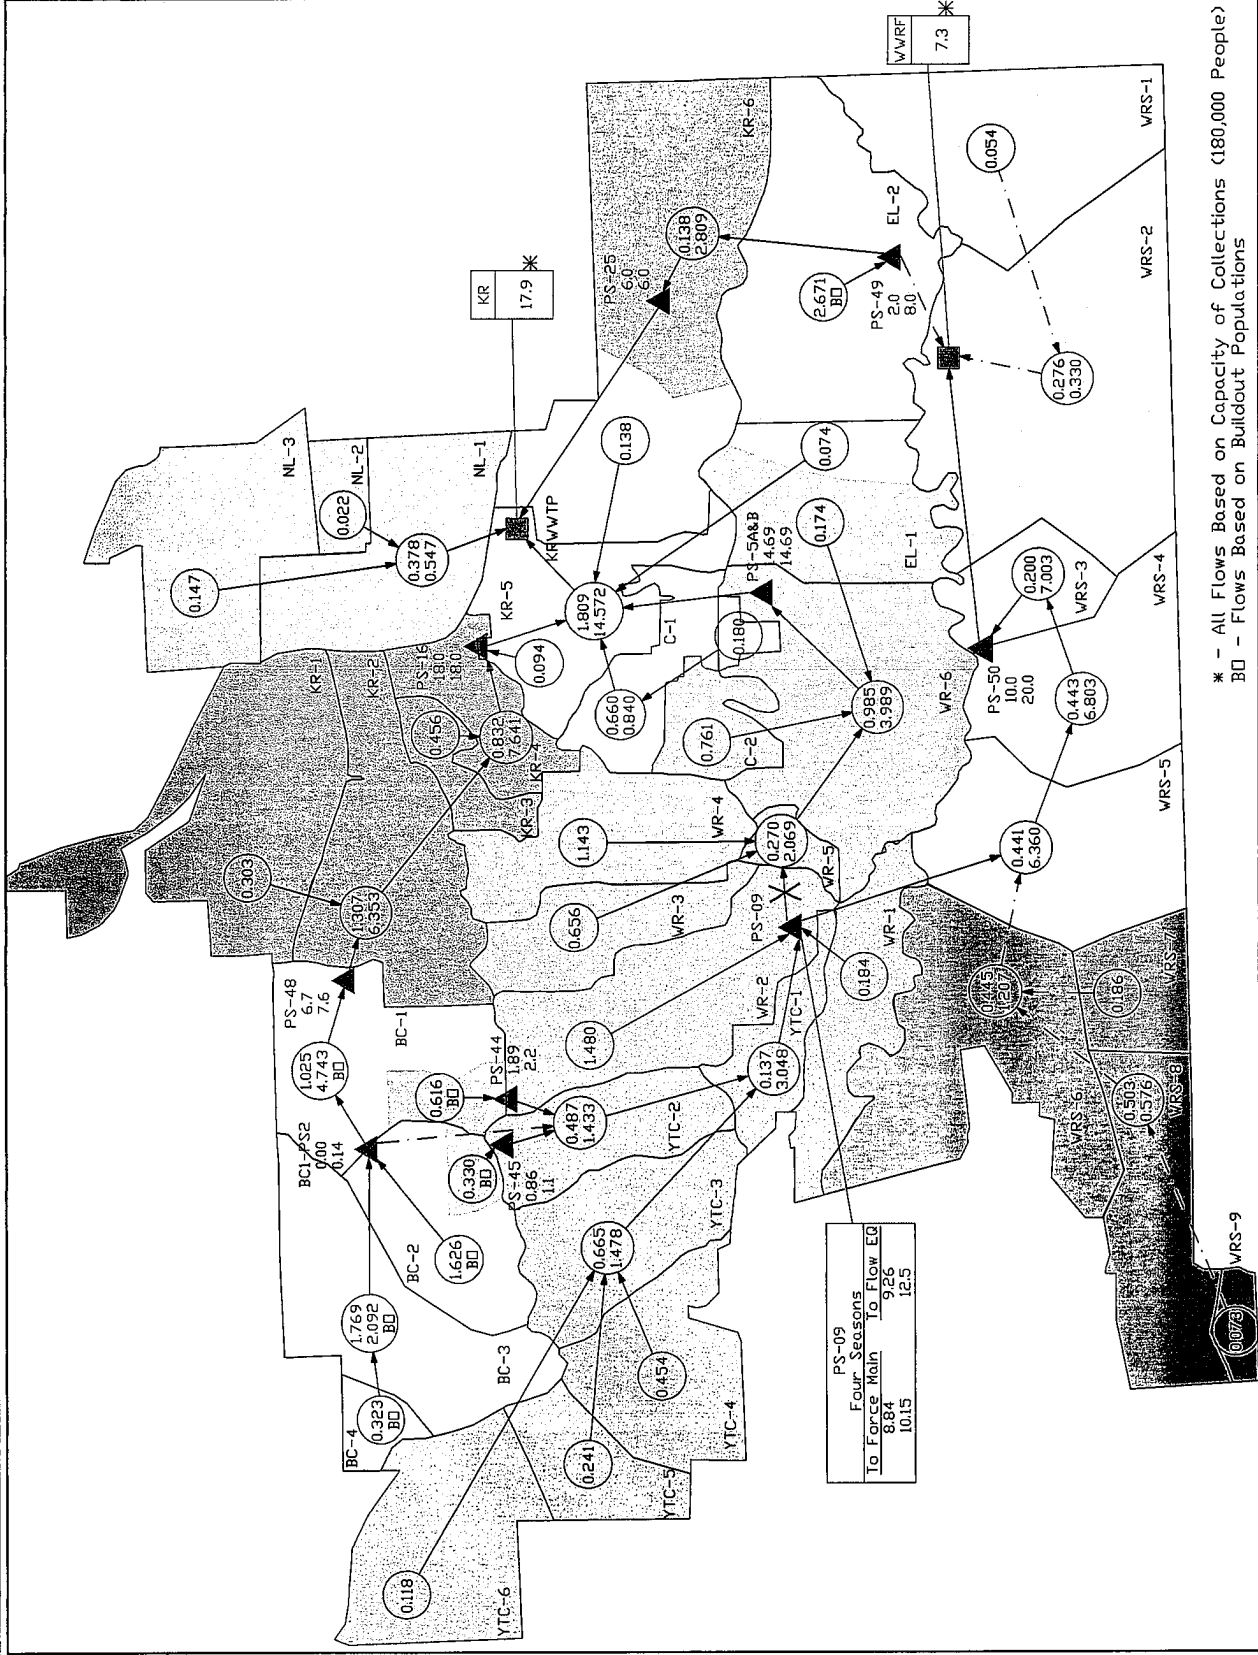 NL-3
NL-2
NL-1
0.147
0.022
0.378
0.547
KR
17.9
*
KRWWTP
KR-1
KR-2
KR-3
KR-4
KR-5
KR-6
PS-16
18.0
18.0
0.094
0.456
0.832
7.641
0.303
1.307
6.353
PS-48
6.7
7.6
1.025
4.743
BO
BC-1
BC1-PS2
0.00
0.14
0.616
BO
PS-44
1.89
2.2
0.330
BO
PS-45
0.86
1.1
0.487
1.433
1.626
BO
BC-2
1.769
2.092
BO
BC-3
0.323
BO
BC-4
0.118
YTC-6
0.241
YTC-5
0.454
YTC-4
0.665
1.478
YTC-3
YTC-2
0.137
3.048
YTC-1
1.480
WR-2
0.656
WR-3
1.143
WR-4
PS-09
0.184
WR-1
0.270
2.069
WR-5
0.761
C-2
0.985
3.989
WR-6
0.660
0.840
0.180
C-1
1.809
14.572
0.138
0.074
0.174
PS-5A&B
14.69
14.69
EL-1
PS-25
6.0
6.0
0.138
2.809
2.671
BO
PS-49
2.0
8.0
EL-2
WWRF
7.3
*
0.054
WRS-1
0.276
0.330
WRS-2
0.200
7.003
WRS-3
PS-50
10.0
20.0
0.443
6.803
WRS-4
0.441
6.360
WRS-5
0.445
1.207
WRS-6
0.186
0.503
0.576
WRS-8
0.073
WRS-9
PS-09
Four Seasons
To Force Main To Flow EQ
8.84 9.26
10.15 12.5
* - All Flows Based on Capacity of Collections (180,000 People)
BO - Flows Based on Buildout Populations